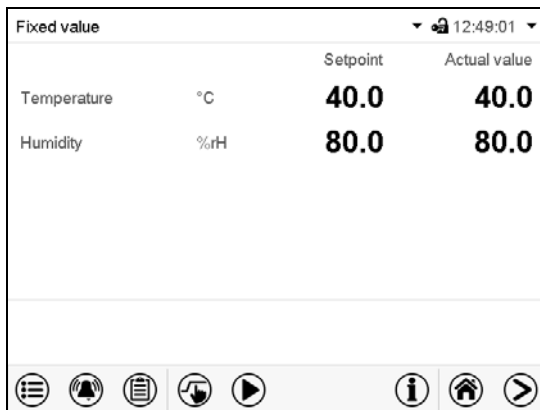 Fixed value 12:49:01
Setpoint Actual value
Temperature °C 40.0 40.0
Humidity %rH 80.0 80.0